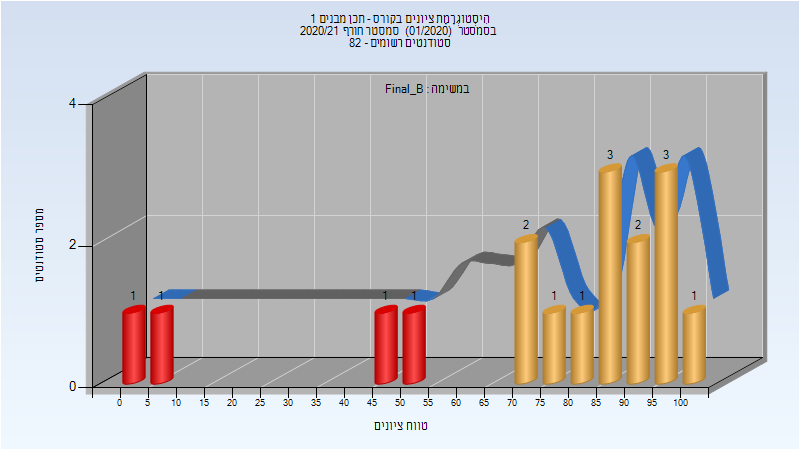 היסטוגרמת ציונים בקורס - תכן מבנים 1
בסמסטר (01/2020) סמסטר חורף 2020/21
סטודנטים רשומים - 82
במשימה : Final_B
מספר סטודנטים
4
2
0
1 1 1 1 2 1 1 3 2 3 1
0 5 10 15 20 25 30 35 40 45 50 55 60 65 70 75 80 85 90 95 100
טווח ציונים